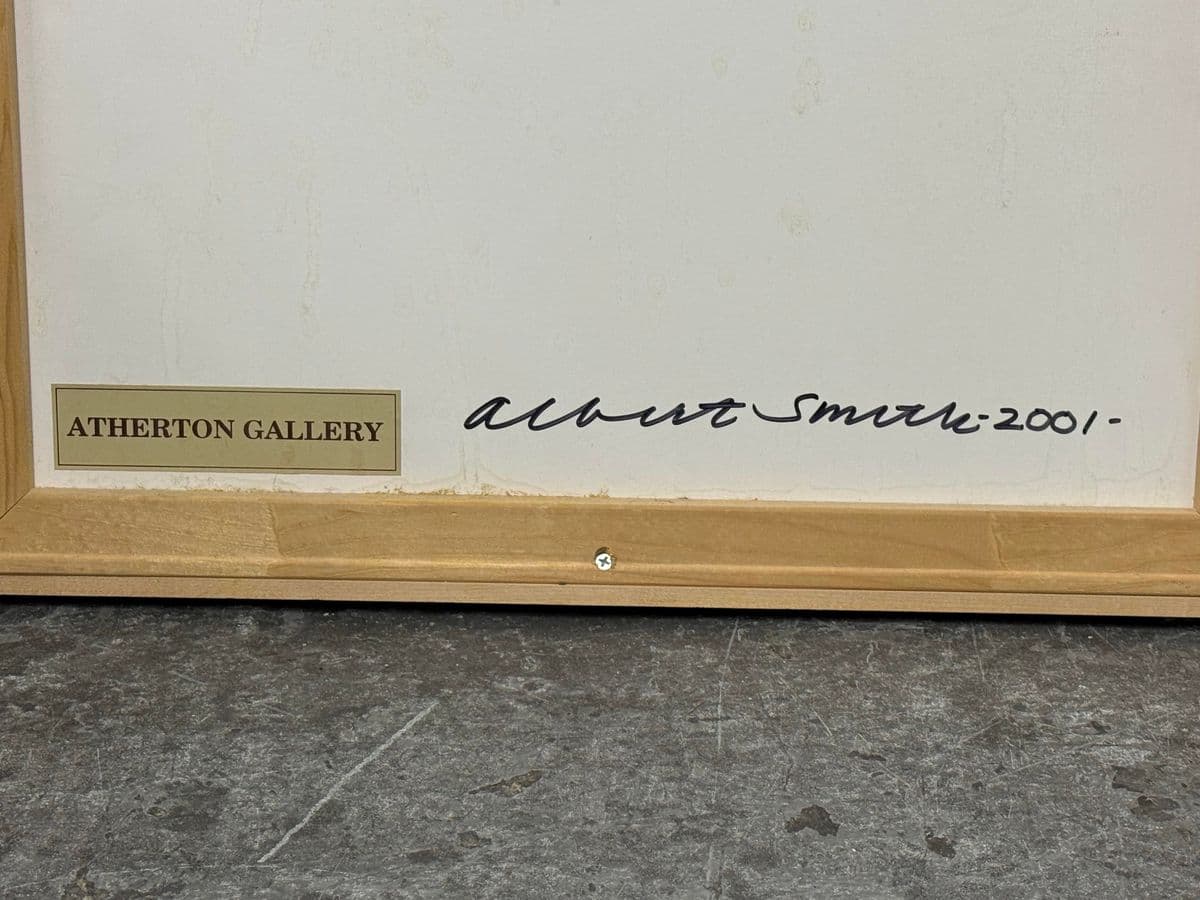 ATHERTON GALLERY
Albert Smith - 2001 -